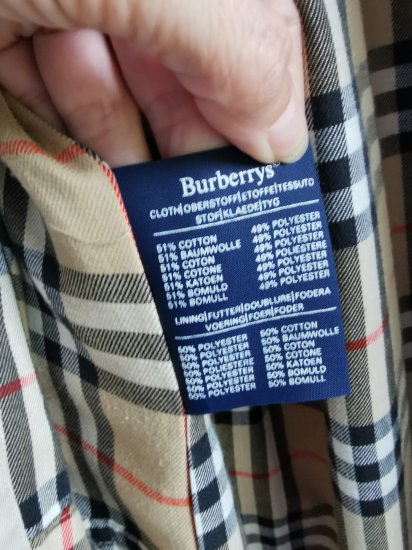 Burberrys®
CLOTH|OBERSTOFF|ETOFFE|TESSUTO
STOF|KLAEDE|TYG
51% COTTON 49% POLYESTER
51% BAUMWOLLE 49% POLYESTER
51% COTON 49% POLYESTER
51% COTONE 49% POLIESTERE
51% KATOEN 49% POLYESTER
51% BOMULD 49% POLYESTER
51% BOMULL 49% POLYESTER
LINING|FUTTER|DOUBLURE|FODERA
VOERING|FOER|FODER
50% POLYESTER 50% COTTON
50% POLYESTER 50% BAUMWOLLE
50% POLYESTER 50% COTON
50% POLIESTERE 50% COTONE
50% POLYESTER 50% KATOEN
50% POLYESTER 50% BOMULD
50% POLYESTER 50% BOMULL